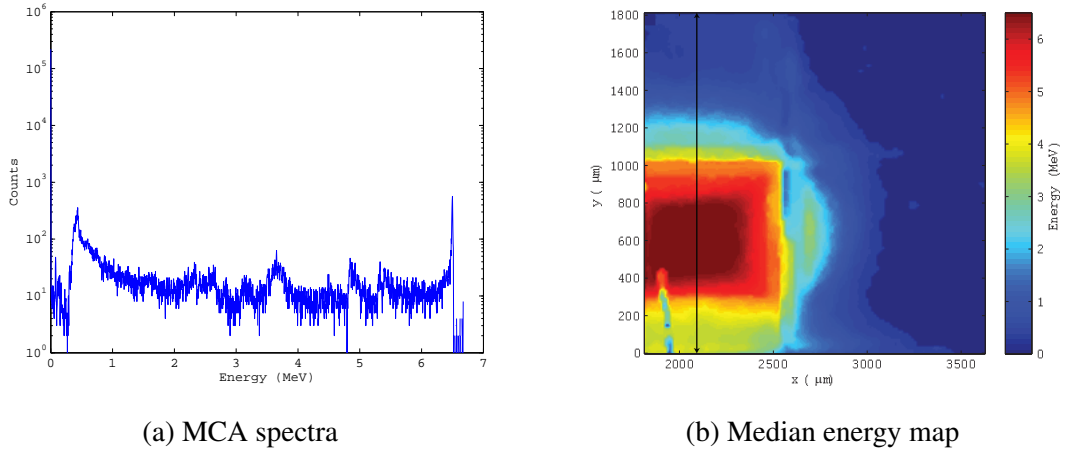 10^6
10^5
10^4
10^3
10^2
10^1
10^0
Counts
0 1 2 3 4 5 6 7
Energy (MeV)
(a) MCA spectra
1800
1600
1400
1200
1000
800
600
400
200
0
y ( μm)
2000 2500 3000 3500
x ( μm)
6
5
4
3
2
1
0
Energy (MeV)
(b) Median energy map